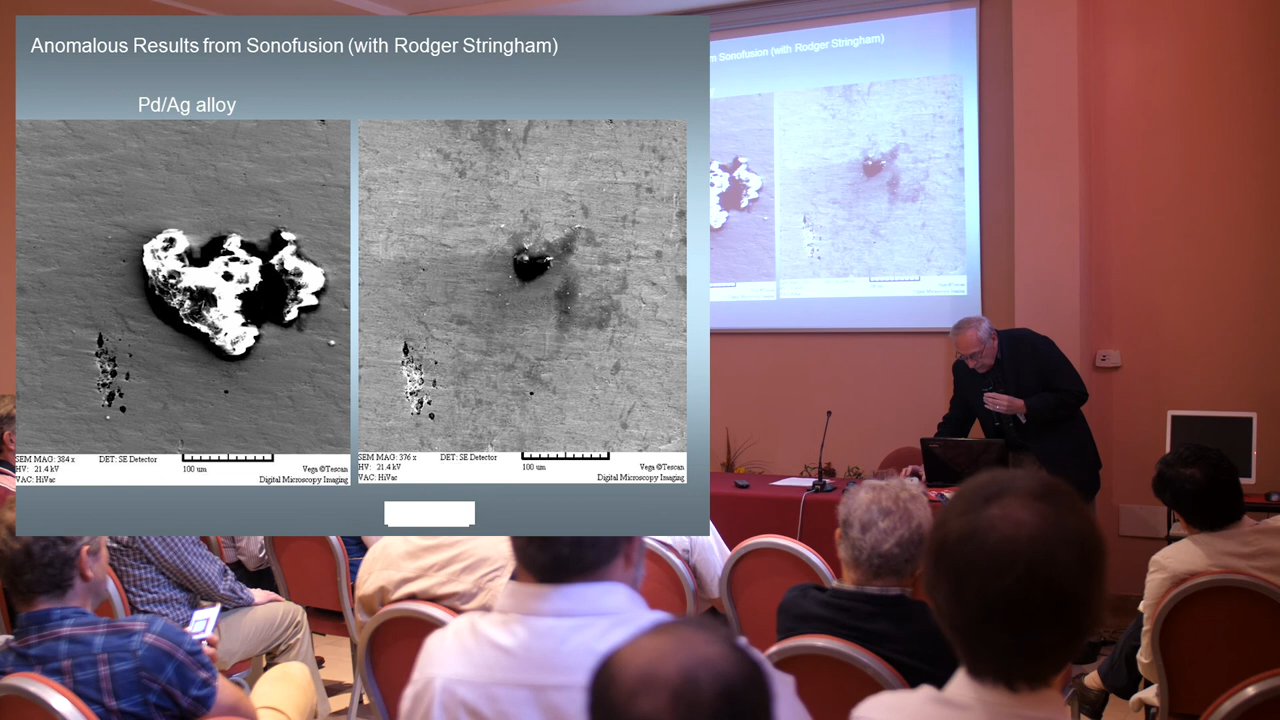 Anomalous Results from Sonofusion (with Rodger Stringham)
Pd/Ag alloy
SEM MAG: 384 x DET: SE Detector
HV: 21.4 kV 100 um Vega ©Tescan
VAC: HiVac Digital Microscopy Imaging
SEM MAG: 376 x DET: SE Detector
HV: 21.4 kV 100 um Vega ©Tescan
VAC: HiVac Digital Microscopy Imaging
m Sonofusion (with Rodger Stringham)